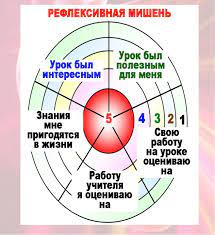 РЕФЛЕКСИВНАЯ МИШЕНЬ
Урок был
интересным
Урок был
полезным
для меня
Знания
мне
пригодятся
в жизни
5 4 3 2 1
Свою
работу
на уроке
оцениваю
на
Работу
учителя
я оцениваю
на